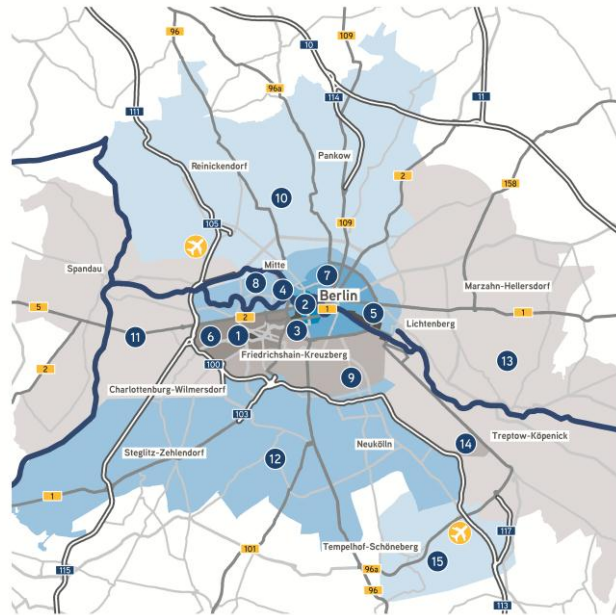 96
109
10
96a
111
114
11
Reinickendorf
Pankow
2
158
10
109
105
Mitte
7
Spandau
8
4
Berlin
Marzahn-Hellersdorf
2
1
5
5
2
3
Lichtenberg
1
11
6
1
13
Friedrichshain-Kreuzberg
2
100
9
Charlottenburg-Wilmersdorf
103
Treptow-Köpenick
Steglitz-Zehlendorf
Neukölln
14
12
1
117
101
Tempelhof-Schöneberg
15
115
96a
96
113